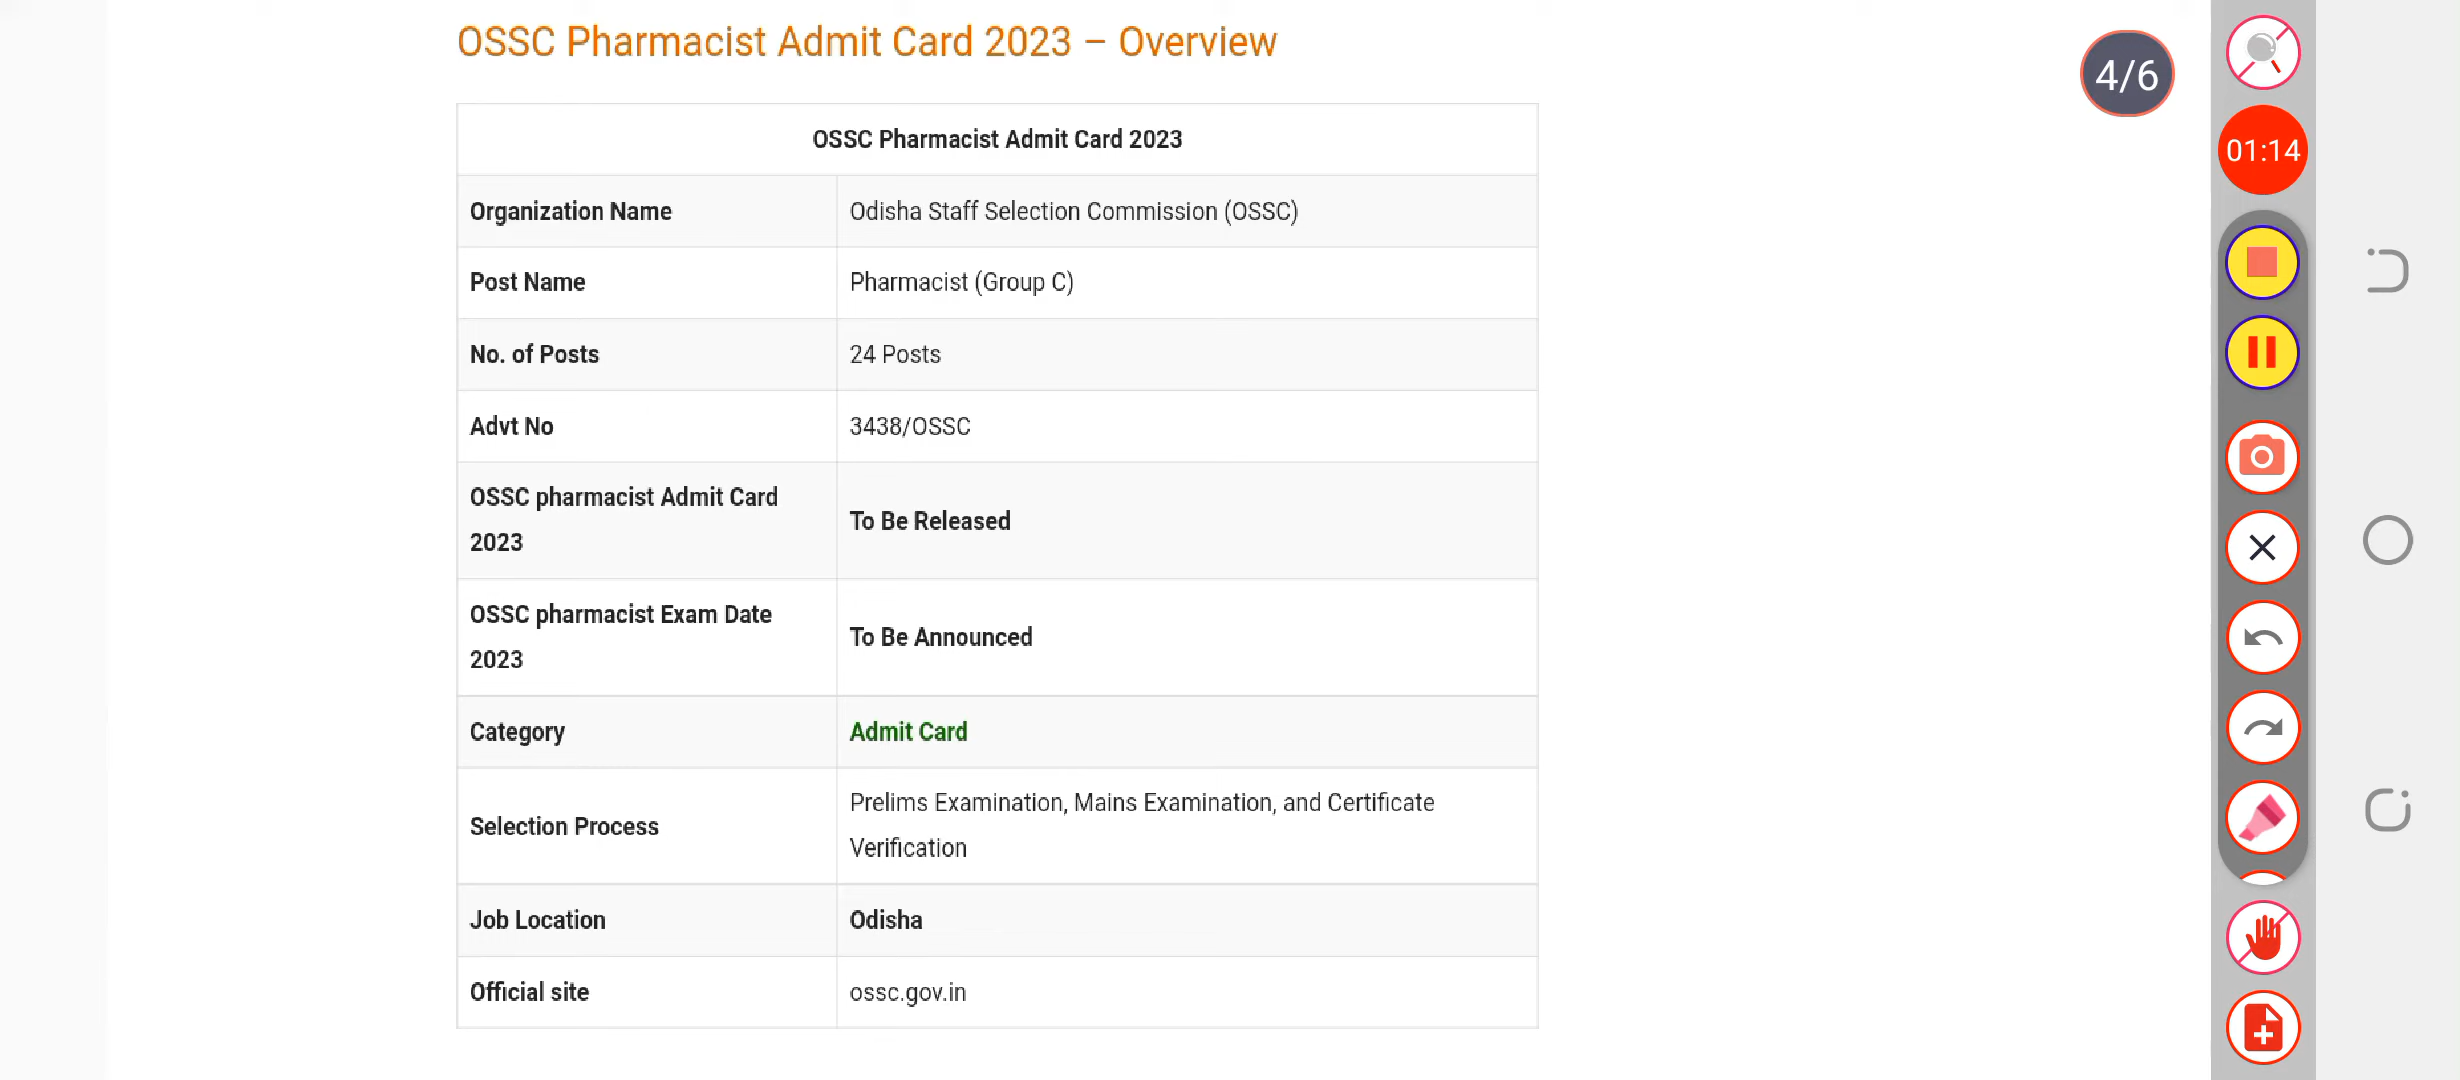 OSSC Pharmacist Admit Card 2023 – Overview
4/6
01:14
OSSC Pharmacist Admit Card 2023
Organization Name
Odisha Staff Selection Commission (OSSC)
Post Name
Pharmacist (Group C)
No. of Posts
24 Posts
Advt No
3438/OSSC
OSSC pharmacist Admit Card
2023
To Be Released
OSSC pharmacist Exam Date
2023
To Be Announced
Category
Admit Card
Selection Process
Prelims Examination, Mains Examination, and Certificate
Verification
Job Location
Odisha
Official site
ossc.gov.in